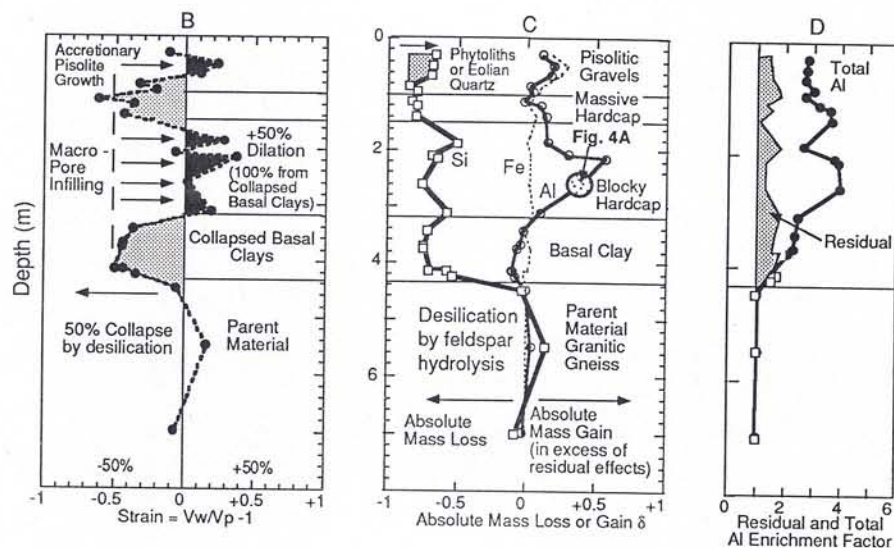 B
Accretionary
Pisolite
Growth
Macro -
Pore
Infilling
+50%
Dilation
(100% from
Collapsed
Basal Clays)
Collapsed Basal
Clays
50% Collapse
by desilication
Parent
Material
-50%
+50%
Depth (m)
-1
-0.5
0
+0.5
+1
Strain = Vw/Vp -1
C
0
2
4
6
Phytoliths
or Eolian
Quartz
Pisolitic
Gravels
Massive
Hardcap
Fig. 4A
Si
Fe
Al
Blocky
Hardcap
Basal Clay
Desilication
by feldspar
hydrolysis
Parent
Material
Granitic
Gneiss
Absolute
Mass Loss
Absolute
Mass Gain
(in excess of
residual effects)
-1
-0.5
0
+0.5
+1
Absolute Mass Loss or Gain δ
D
Total
Al
Residual
0
2
4
6
Residual and Total
Al Enrichment Factor